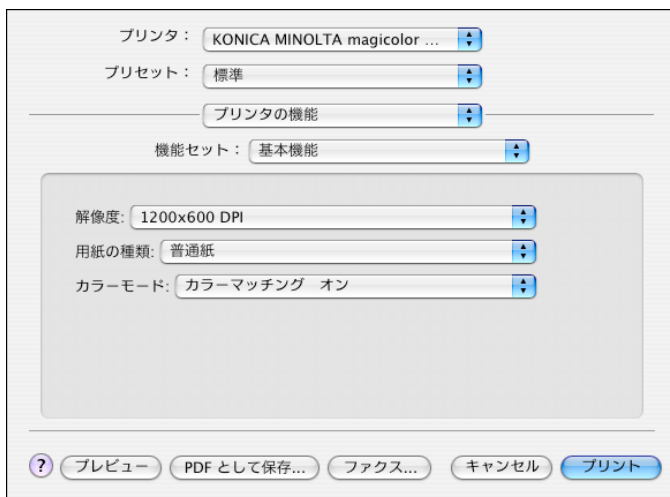 プリンタ： KONICA MINOLTA magicolor ...
プリセット： 標準
プリンタの機能
機能セット： 基本機能
解像度: 1200x600 DPI
用紙の種類: 普通紙
カラーモード: カラーマッチング　オン
? プレビュー PDF として保存... ファクス... キャンセル プリント